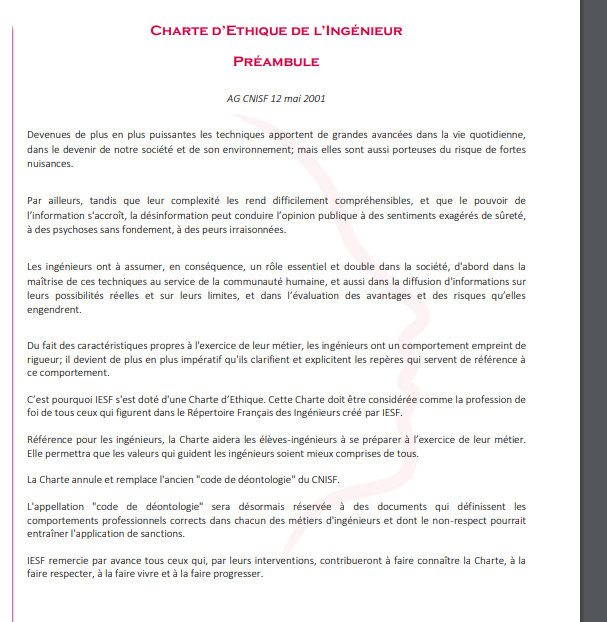 CHARTE D'ETHIQUE DE L'INGÉNIEUR
PRÉAMBULE
AG CNISF 12 mai 2001
Devenues de plus en plus puissantes les techniques apportent de grandes avancées dans la vie quotidienne,
dans le devenir de notre société et de son environnement; mais elles sont aussi porteuses du risque de fortes
nuisances.
Par ailleurs, tandis que leur complexité les rend difficilement compréhensibles, et que le pouvoir de
l'information s'accroît, la désinformation peut conduire l'opinion publique à des sentiments exagérés de sûreté,
à des psychoses sans fondement, à des peurs irraisonnées.
Les ingénieurs ont à assumer, en conséquence, un rôle essentiel et double dans la société, d'abord dans la
maîtrise de ces techniques au service de la communauté humaine, et aussi dans la diffusion d'informations sur
leurs possibilités réelles et sur leurs limites, et dans l'évaluation des avantages et des risques qu'elles
engendrent.
Du fait des caractéristiques propres à l'exercice de leur métier, les ingénieurs ont un comportement empreint de
rigueur; il devient de plus en plus impératif qu'ils clarifient et explicitent les repères qui servent de référence à
ce comportement.
C'est pourquoi IESF s'est doté d'une Charte d'Ethique. Cette Charte doit être considérée comme la profession de
foi de tous ceux qui figurent dans le Répertoire Français des Ingénieurs créé par IESF.
Référence pour les ingénieurs, la Charte aidera les élèves-ingénieurs à se préparer à l'exercice de leur métier.
Elle permettra que les valeurs qui guident les ingénieurs soient mieux comprises de tous.
La Charte annule et remplace l'ancien "code de déontologie" du CNISF.
L'appellation "code de déontologie" sera désormais réservée à des documents qui définissent les
comportements professionnels corrects dans chacun des métiers d'ingénieurs et dont le non-respect pourrait
entraîner l'application de sanctions.
IESF remercie par avance tous ceux qui, par leurs interventions, contribueront à faire connaître la Charte, à la
faire respecter, à la faire vivre et à la faire progresser.